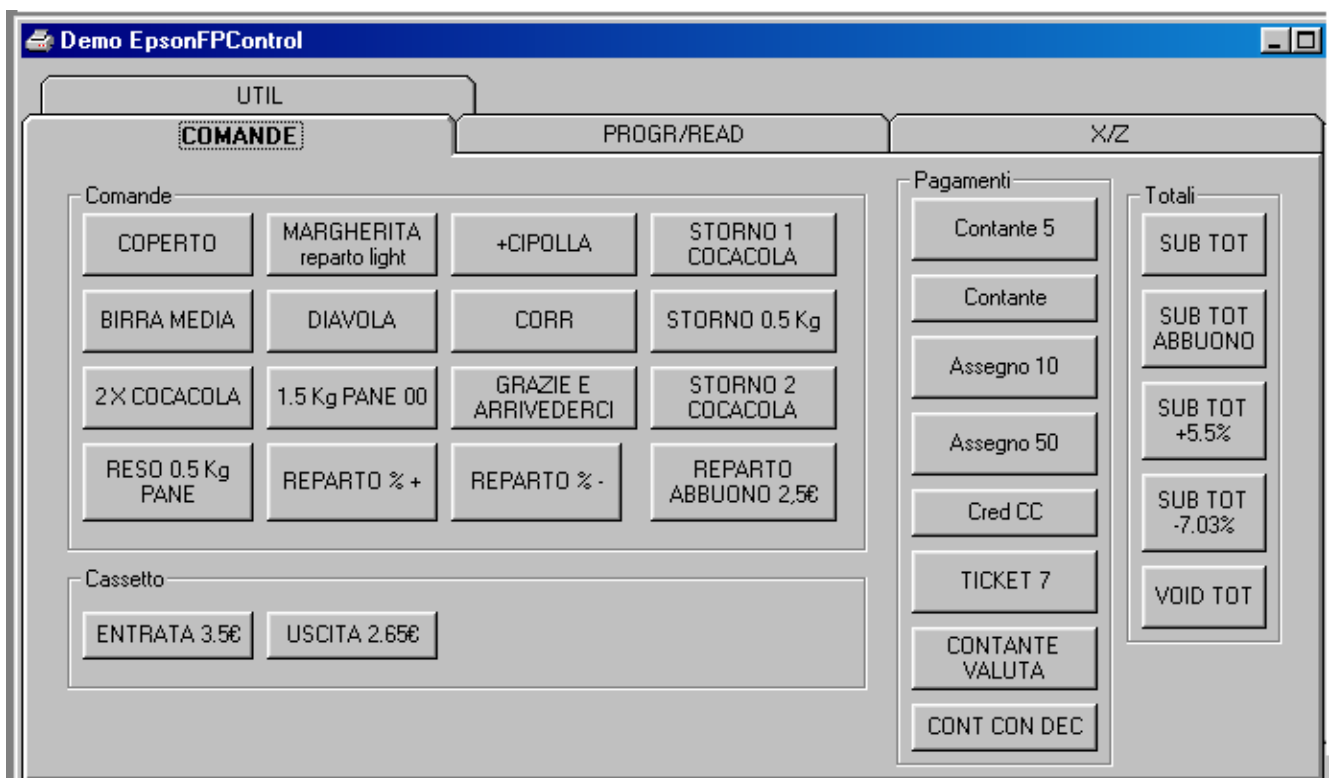 Demo EpsonFPControl
UTIL
COMANDE
PROGR/READ
X/Z
Comande
COPERTO
MARGHERITA
reparto light
+CIPOLLA
STORNO 1
COCACOLA
BIRRA MEDIA
DIAVOLA
CORR
STORNO 0.5 Kg
2 X COCACOLA
1.5 Kg PANE 00
GRAZIE E
ARRIVEDERCI
STORNO 2
COCACOLA
RESO 0.5 Kg
PANE
REPARTO % +
REPARTO % -
REPARTO
ABBUONO 2,5€
Cassetto
ENTRATA 3.5€
USCITA 2.65€
Pagamenti
Contante 5
Contante
Assegno 10
Assegno 50
Cred CC
TICKET 7
CONTANTE
VALUTA
CONT CON DEC
Totali
SUB TOT
SUB TOT
ABBUONO
SUB TOT
+5.5%
SUB TOT
-7.03%
VOID TOT